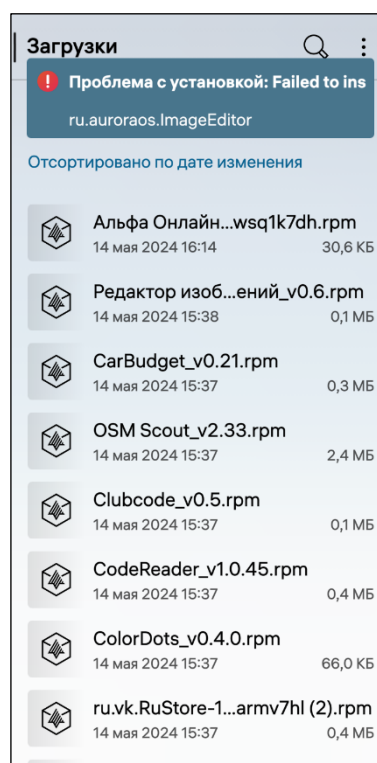 Загрузки
Проблема с установкой: Failed to ins
ru.auroraos.ImageEditor
Отсортировано по дате изменения
Альфа Онлайн...wsq1k7dh.rpm
14 мая 2024 16:14 30,6 КБ
Редактор изоб...ений_v0.6.rpm
14 мая 2024 15:38 0,1 МБ
CarBudget_v0.21.rpm
14 мая 2024 15:37 0,3 МБ
OSM Scout_v2.33.rpm
14 мая 2024 15:37 2,4 МБ
Clubcode_v0.5.rpm
14 мая 2024 15:37 0,1 МБ
CodeReader_v1.0.45.rpm
14 мая 2024 15:37 0,4 МБ
ColorDots_v0.4.0.rpm
14 мая 2024 15:37 66,0 КБ
ru.vk.RuStore-1...armv7hl (2).rpm
14 мая 2024 15:37 0,4 МБ